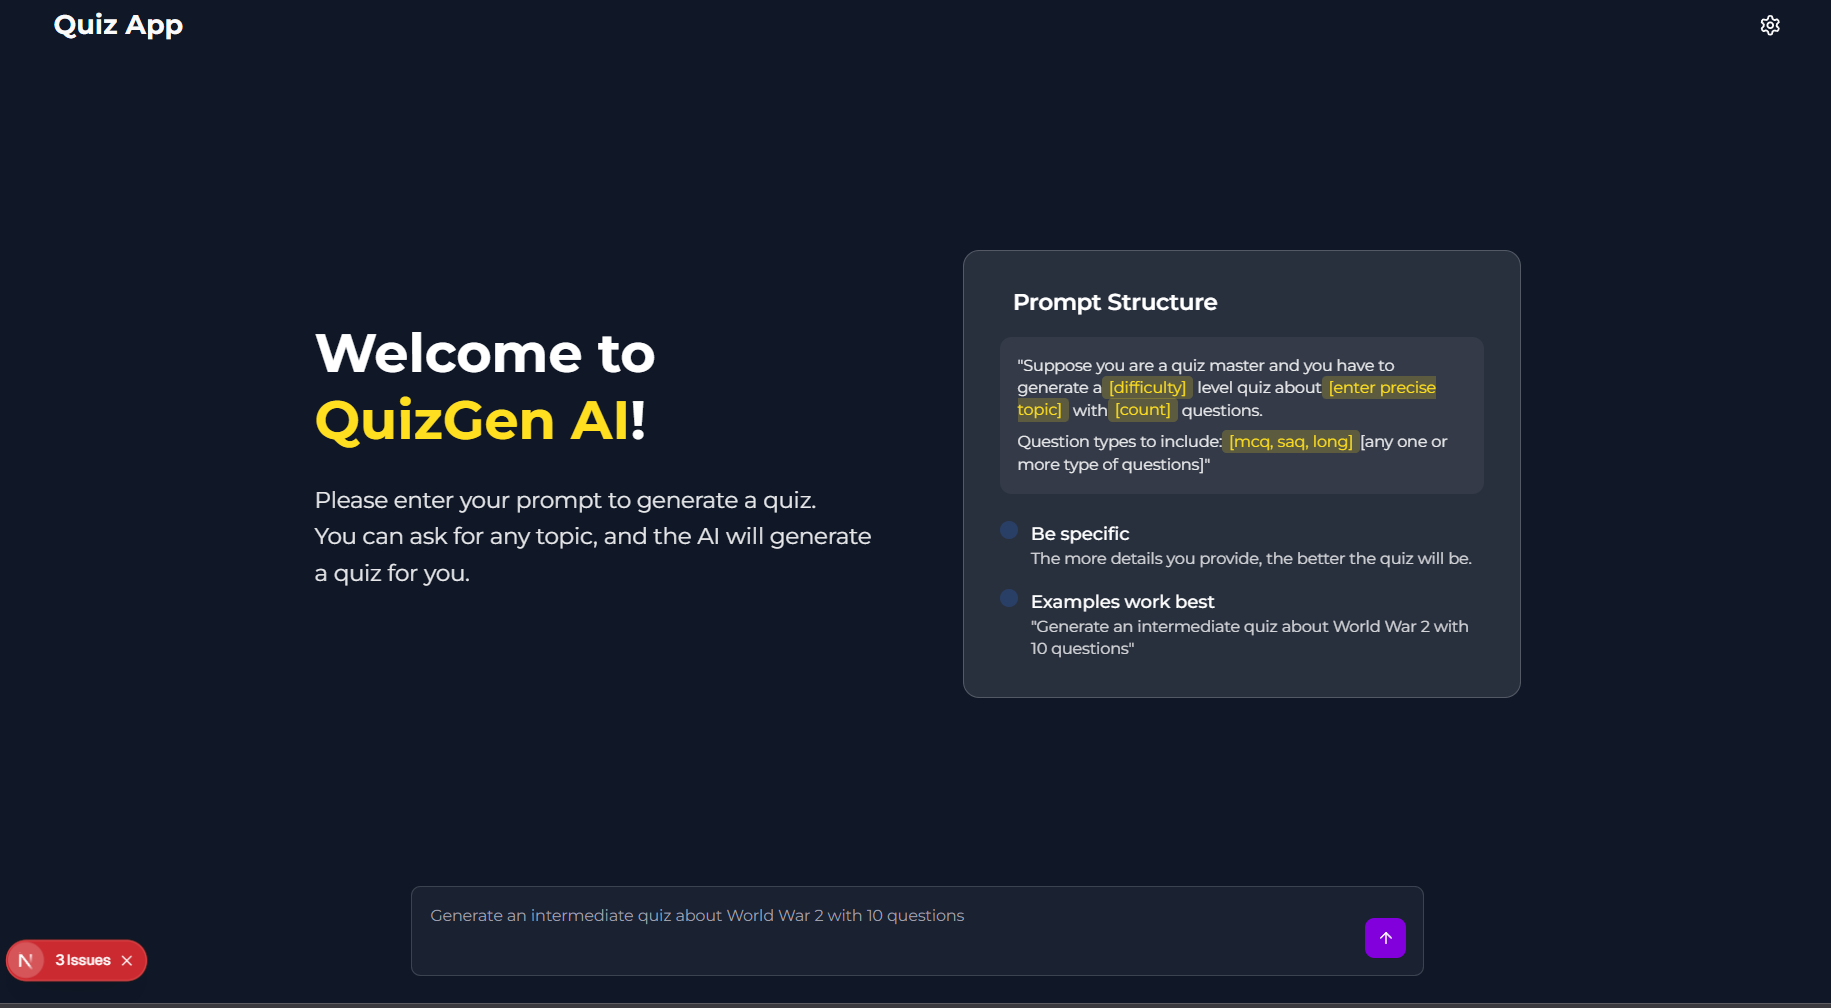 Quiz App
Welcome to
QuizGen AI!
Please enter your prompt to generate a quiz.
You can ask for any topic, and the AI will generate
a quiz for you.
Prompt Structure
"Suppose you are a quiz master and you have to
generate a [difficulty] level quiz about [enter precise
topic] with [count] questions.
Question types to include: [mcq, saq, long] [any one or
more type of questions]"
Be specific
The more details you provide, the better the quiz will be.
Examples work best
"Generate an intermediate quiz about World War 2 with
10 questions"
Generate an intermediate quiz about World War 2 with 10 questions
N 3 Issues